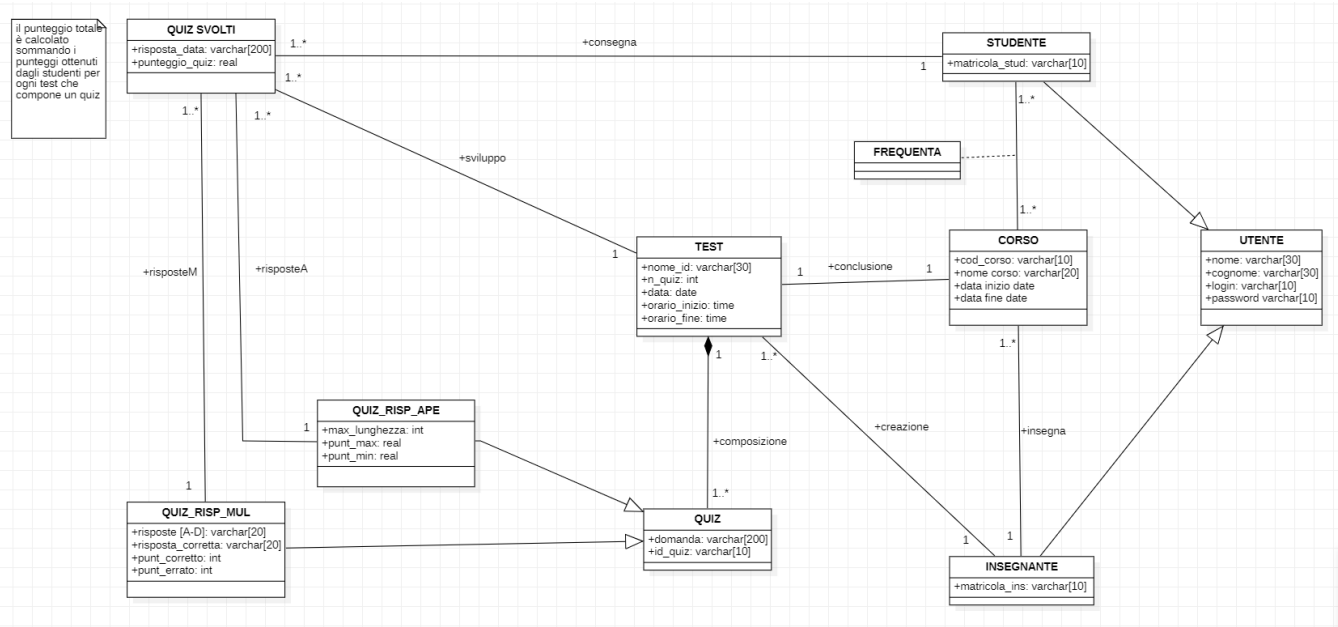 il punteggio totale
è calcolato
sommando i
punteggi ottenuti
dagli studenti per
ogni test che
compone un quiz
QUIZ SVOLTI
+risposta_data: varchar[200]
+punteggio_quiz: real
1..*
+consegna
1
STUDENTE
+matricola_stud: varchar[10]
1..*
1..*
1..*
1..*
FREQUENTA
+sviluppo
1..*
1
TEST
+nome_id: varchar[30]
+n_quiz: int
+data: date
+orario_inizio: time
+orario_fine: time
1
+conclusione
1
CORSO
+cod_corso: varchar[10]
+nome corso: varchar[20]
+data inizio date
+data fine date
UTENTE
+nome: varchar[30]
+cognome: varchar[30]
+login: varchar[10]
+password varchar[10]
+risposteM
+risposteA
1
1..*
1..*
QUIZ_RISP_APE
+max_lunghezza: int
+punt_max: real
+punt_min: real
1
+composizione
+creazione
+insegna
1
1..*
QUIZ_RISP_MUL
+risposte [A-D]: varchar[20]
+risposta_corretta: varchar[20]
+punt_corretto: int
+punt_errato: int
QUIZ
+domanda: varchar[200]
+id_quiz: varchar[10]
1
1
INSEGNANTE
+matricola_ins: varchar[10]